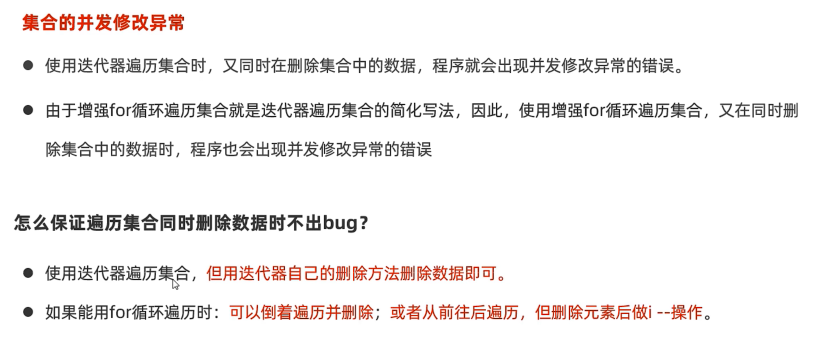 集合的并发修改异常
● 使用迭代器遍历集合时，又同时在删除集合中的数据，程序就会出现并发修改异常的错误。
● 由于增强for循环遍历集合就是迭代器遍历集合的简化写法，因此，使用增强for循环遍历集合，又在同时删
除集合中的数据时，程序也会出现并发修改异常的错误
怎么保证遍历集合同时删除数据时不出bug？
● 使用迭代器遍历集合，但用迭代器自己的删除方法删除数据即可。
● 如果能用for循环遍历时：可以倒着遍历并删除；或者从前往后遍历，但删除元素后做i --操作。